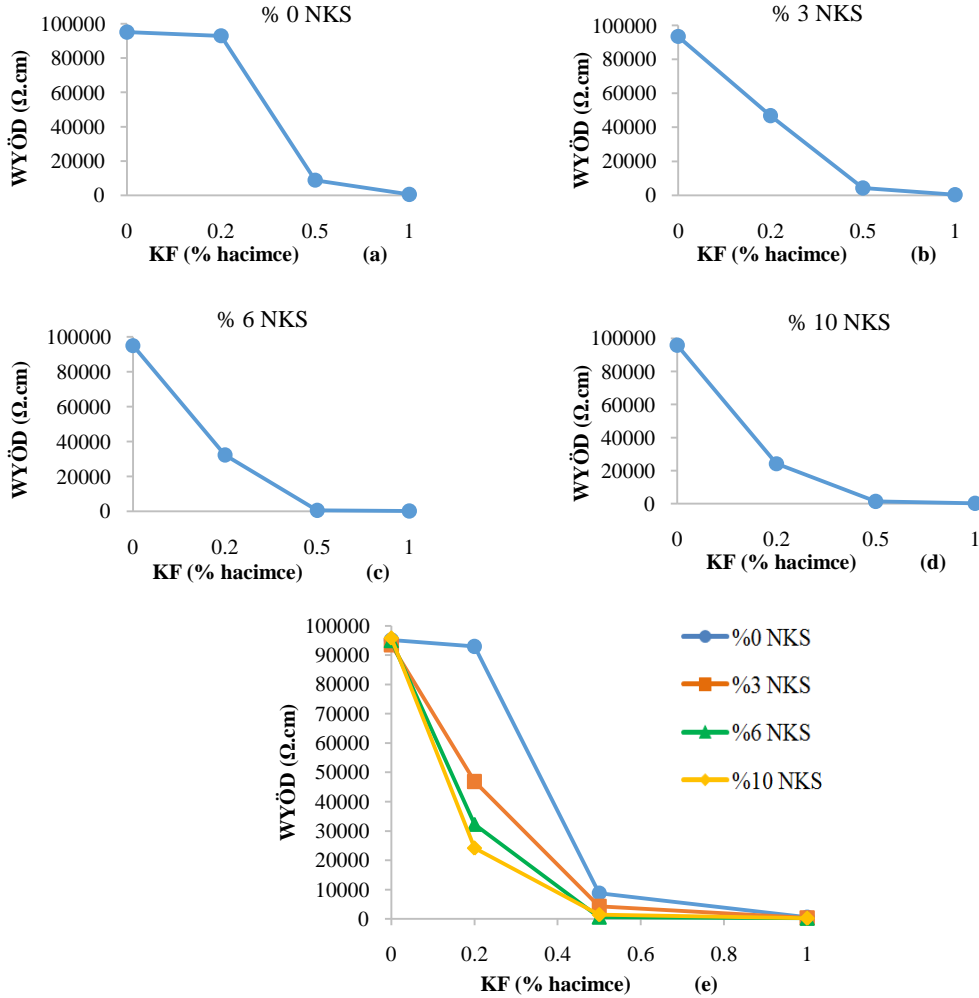 % 0 NKS
WYÖD (Ω.cm)
100000
80000
60000
40000
20000
0
0 0.2 0.5 1
KF (% hacimce) (a)
% 3 NKS
WYÖD (Ω.cm)
100000
80000
60000
40000
20000
0
0 0.2 0.5 1
KF (% hacimce) (b)
% 6 NKS
WYÖD (Ω.cm)
100000
80000
60000
40000
20000
0
0 0.2 0.5 1
KF (% hacimce) (c)
% 10 NKS
WYÖD (Ω.cm)
100000
80000
60000
40000
20000
0
0 0.2 0.5 1
KF (% hacimce) (d)
WYÖD (Ω.cm)
100000
90000
80000
70000
60000
50000
40000
30000
20000
10000
0
0 0.2 0.4 0.6 0.8 1
KF (% hacimce) (e)
%0 NKS
%3 NKS
%6 NKS
%10 NKS